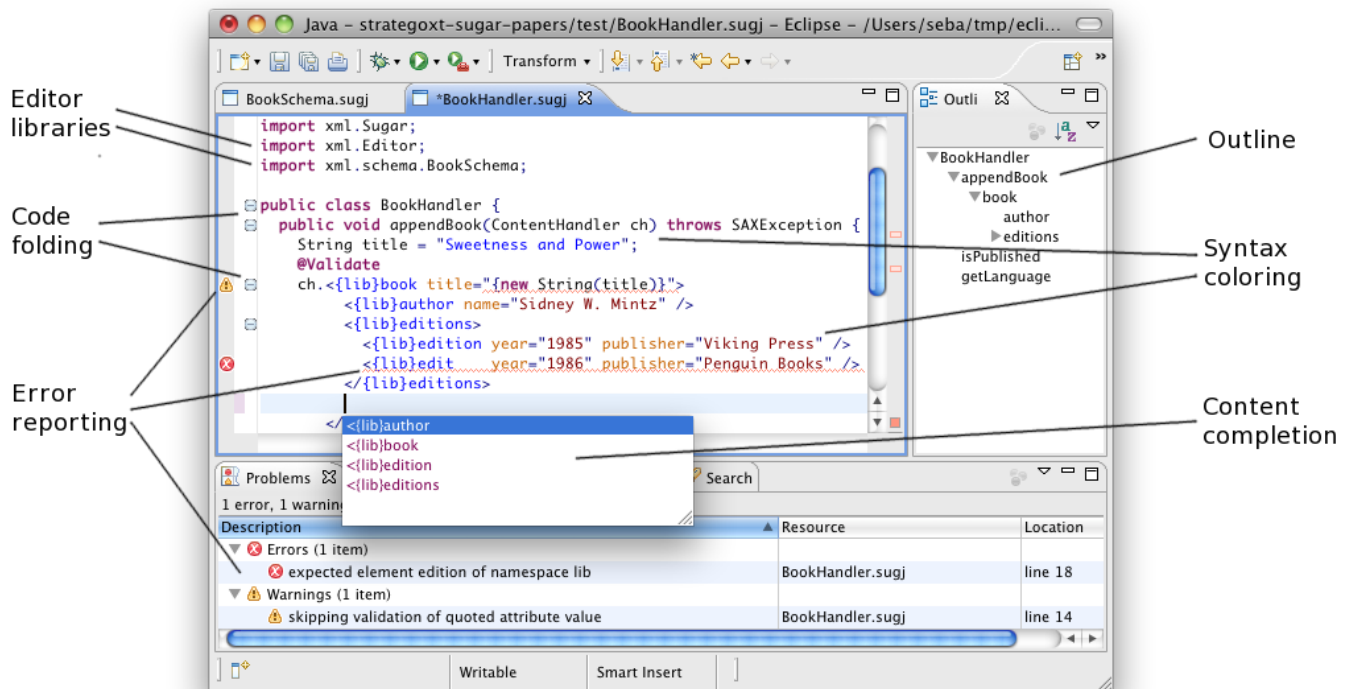 Java – strategoxt-sugar-papers/test/BookHandler.sugj – Eclipse – /Users/seba/tmp/ecli...
Transform
BookSchema.sugj
*BookHandler.sugj
Outli
Editor
libraries
import xml.Sugar;
import xml.Editor;
import xml.schema.BookSchema;
Code
folding
public class BookHandler {
public void appendBook(ContentHandler ch) throws SAXException {
String title = "Sweetness and Power";
@Validate
ch.<{lib}book title="{new String(title)}">
<{lib}author name="Sidney W. Mintz" />
<{lib}editions>
<{lib}edition year="1985" publisher="Viking Press" />
<{lib}edit year="1986" publisher="Penguin Books" />
</{lib}editions>
</
<{lib}author
<{lib}book
<{lib}edition
<{lib}editions
Error
reporting
BookHandler
appendBook
book
author
editions
isPublished
getLanguage
Outline
Syntax
coloring
Content
completion
Problems
Search
1 error, 1 warnin
Description Resource Location
Errors (1 item)
expected element edition of namespace lib BookHandler.sugj line 18
Warnings (1 item)
skipping validation of quoted attribute value BookHandler.sugj line 14
Writable Smart Insert